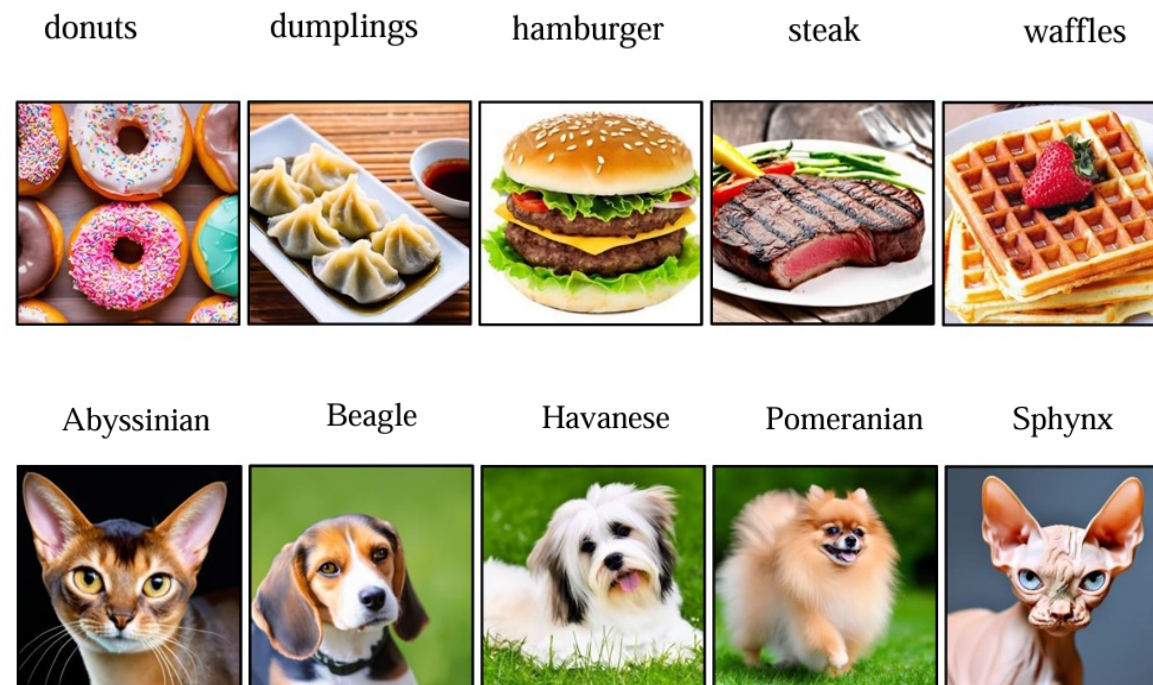 donuts dumplings hamburger steak waffles
Abyssinian Beagle Havanese Pomeranian Sphynx